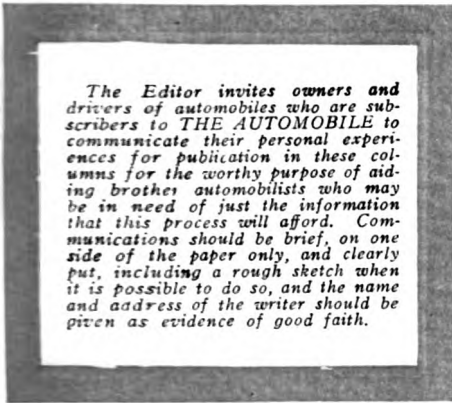 The Editor invites owners and
drivers of automobiles who are sub-
scribers to THE AUTOMOBILE to
communicate their personal experi-
ences for publication in these col-
umns for the worthy purpose of aid-
ing brother automobilists who may
be in need of just the information
that this process will afford. Com-
munications should be brief, on one
side of the paper only, and clearly
put, including a rough sketch when
it is possible to do so, and the name
and address of the writer should be
given as evidence of good faith.